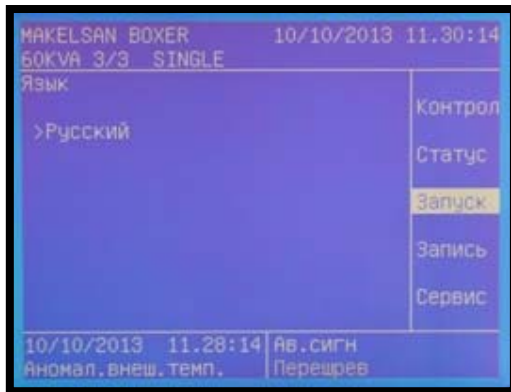 MAKELSAN BOXER 10/10/2013 11.30:14
60KVA 3/3 SINGLE
Язык
>Русский
Контрол
Статус
Запуск
Запись
Сервис
10/10/2013 11.28:14 Ав.сигн
Аномал.внеш.темп. Перещрев